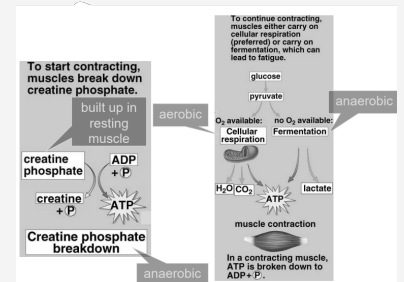 To start contracting,
muscles break down
creatine phosphate.
built up in
resting
muscle
creatine
phosphate
ADP
+ P
creatine
+ P
ATP
Creatine phosphate
breakdown
anaerobic
To continue contracting,
muscles either carry on
cellular respiration
(preferred) or carry on
fermentation, which can
lead to fatigue.
glucose
pyruvate
aerobic
anaerobic
O₂ available:
no O₂ available:
Cellular
respiration
Fermentation
H₂O
CO₂
ATP
lactate
muscle contraction
In a contracting muscle,
ATP is broken down to
ADP+ P.